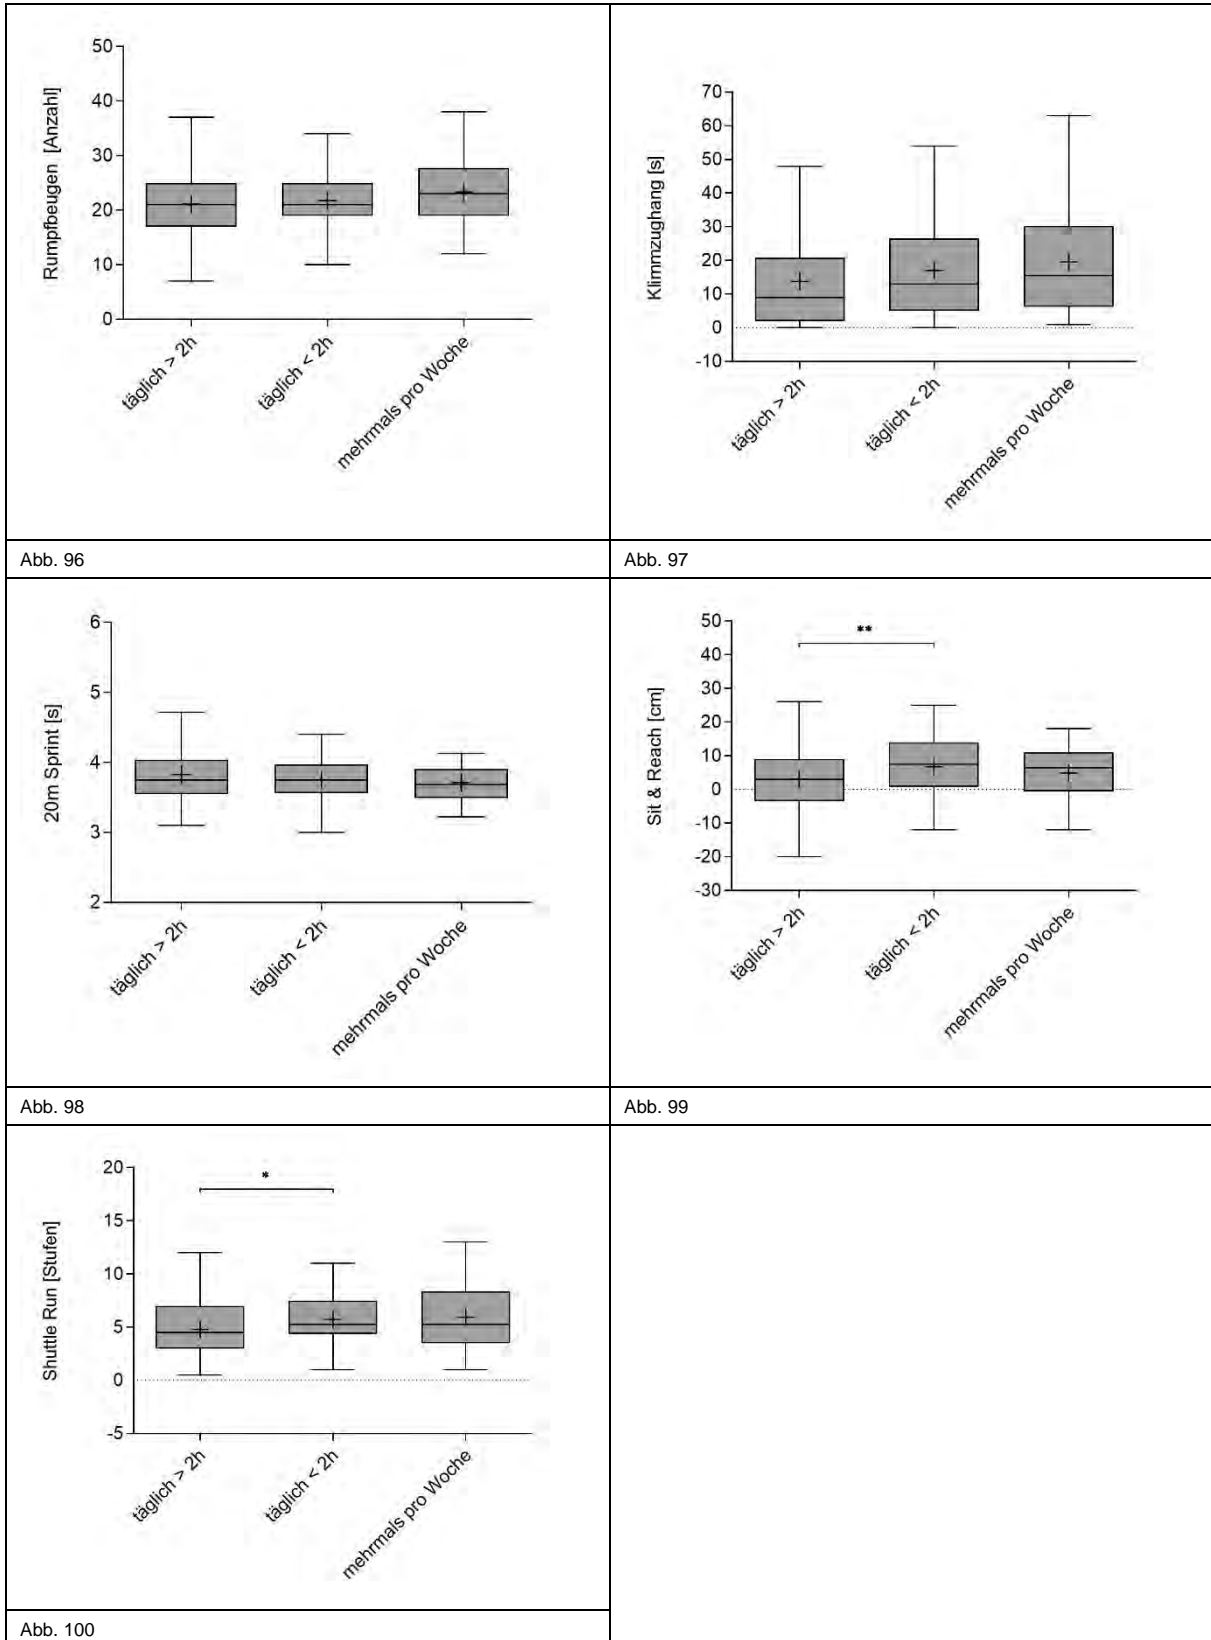 50
40
30
20
10
0
Rumpfbeugen [Anzahl]
täglich > 2h
täglich < 2h
mehrmals pro Woche
Abb. 96
70
60
50
40
30
20
10
0
-10
Klimmzughang [s]
täglich > 2h
täglich < 2h
mehrmals pro Woche
Abb. 97
6
5
4
3
2
20m Sprint [s]
täglich > 2h
täglich < 2h
mehrmals pro Woche
Abb. 98
50
40
30
20
10
0
-10
-20
-30
Sit & Reach [cm]
**
täglich > 2h
täglich < 2h
mehrmals pro Woche
Abb. 99
20
15
10
5
0
-5
Shuttle Run [Stufen]
*
täglich > 2h
täglich < 2h
mehrmals pro Woche
Abb. 100